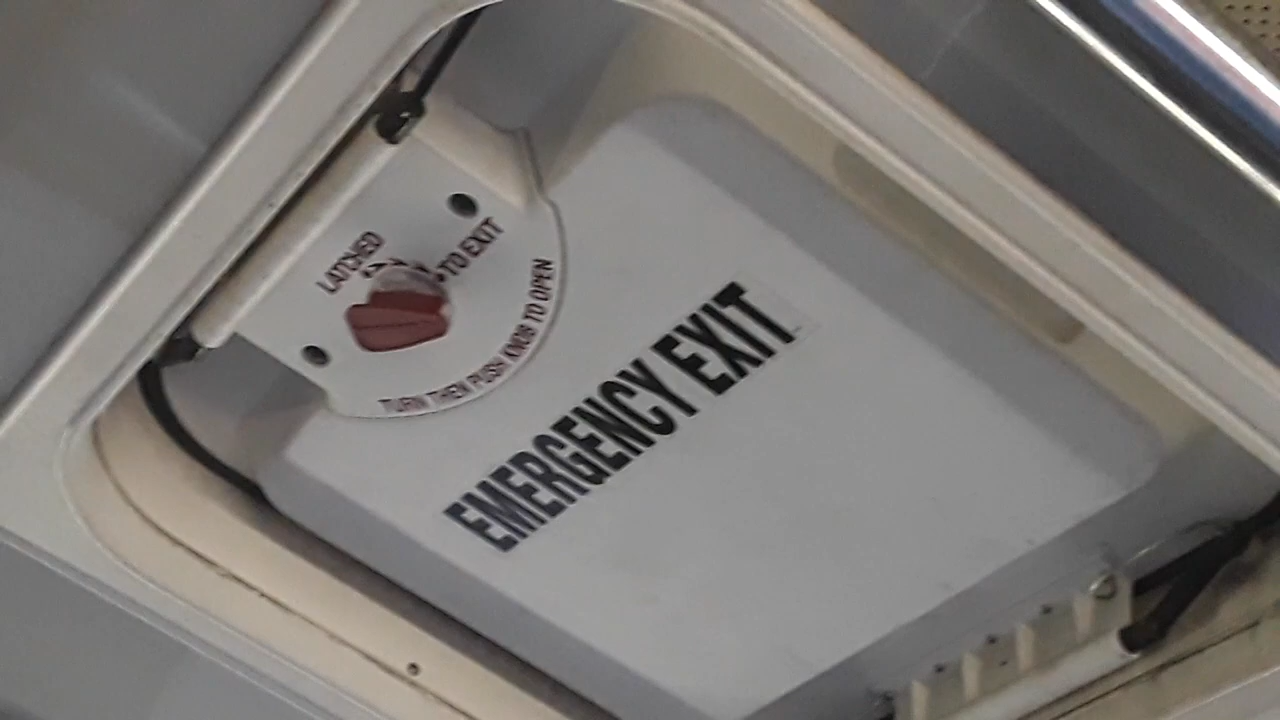 LATCHED
TO EXIT
TURN THEN PUSH KNOB TO OPEN
EMERGENCY EXIT